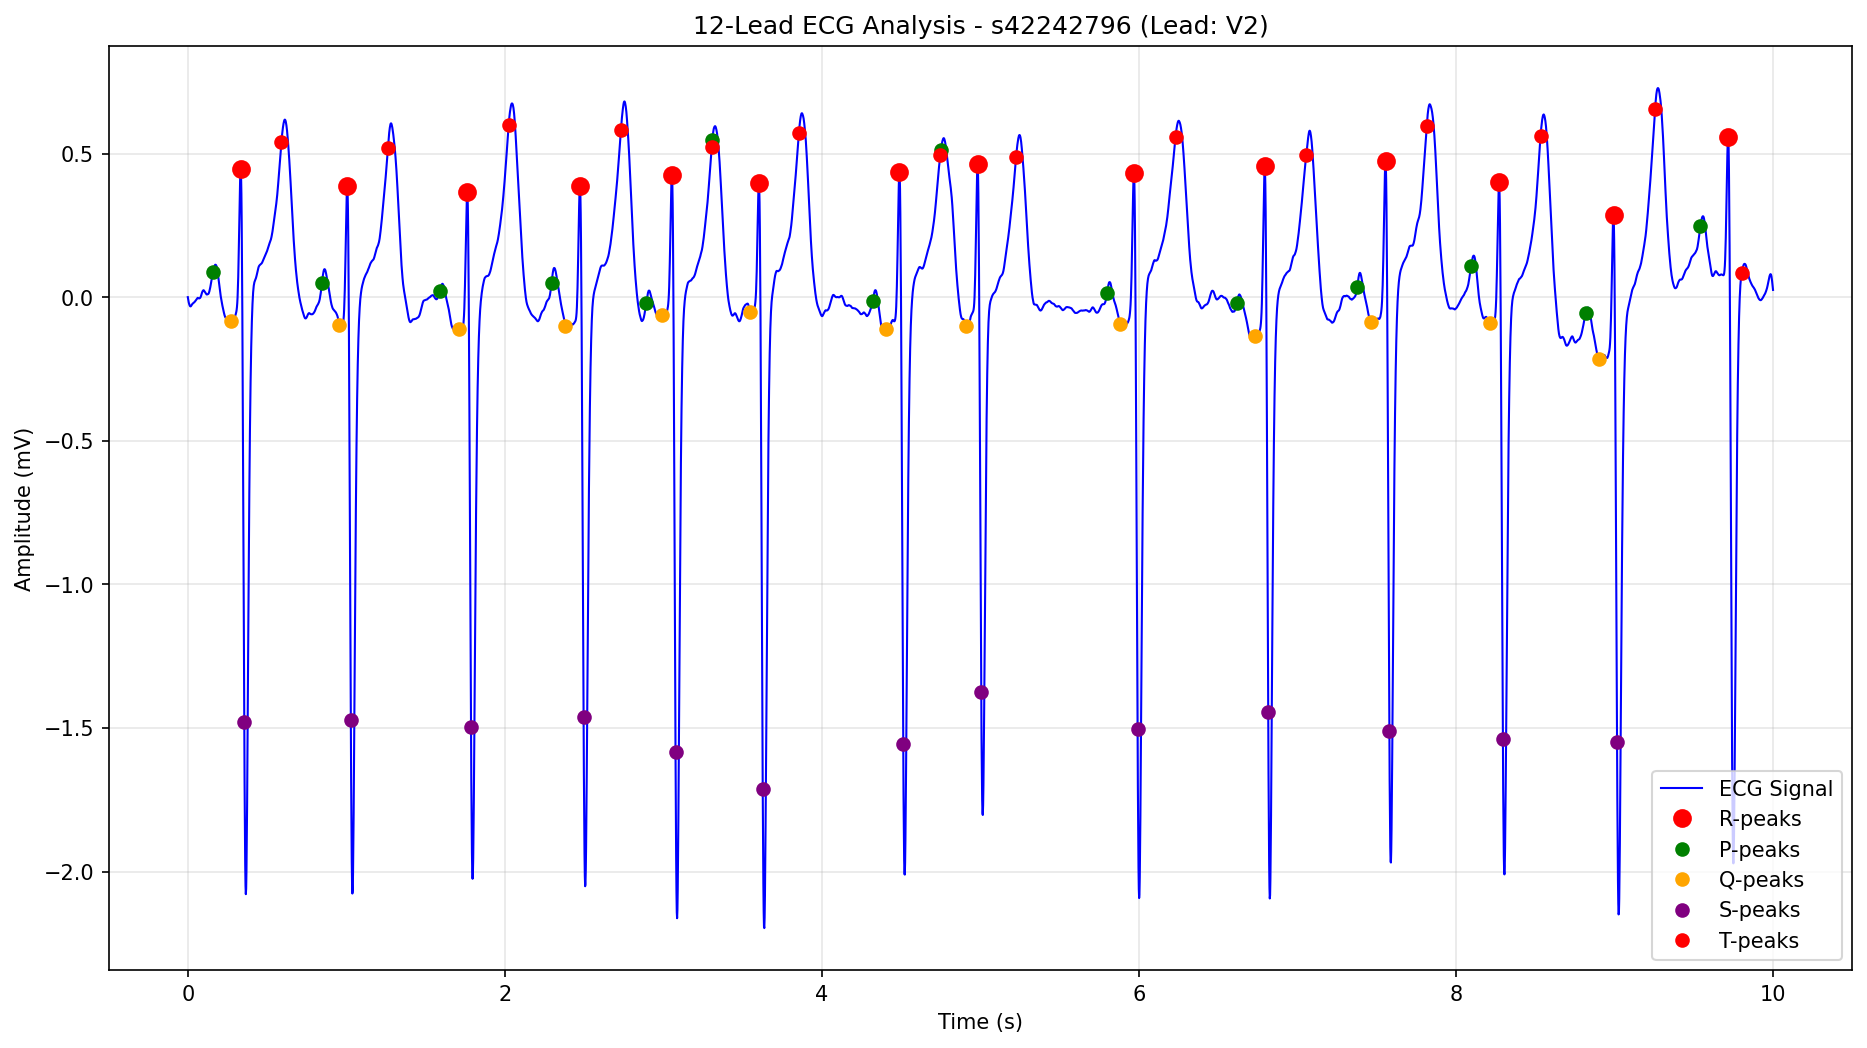 12-Lead ECG Analysis - s42242796 (Lead: V2)
Amplitude (mV)
0.5
0.0
−0.5
−1.0
−1.5
−2.0
0 2 4 6 8 10
Time (s)
ECG Signal
R-peaks
P-peaks
Q-peaks
S-peaks
T-peaks